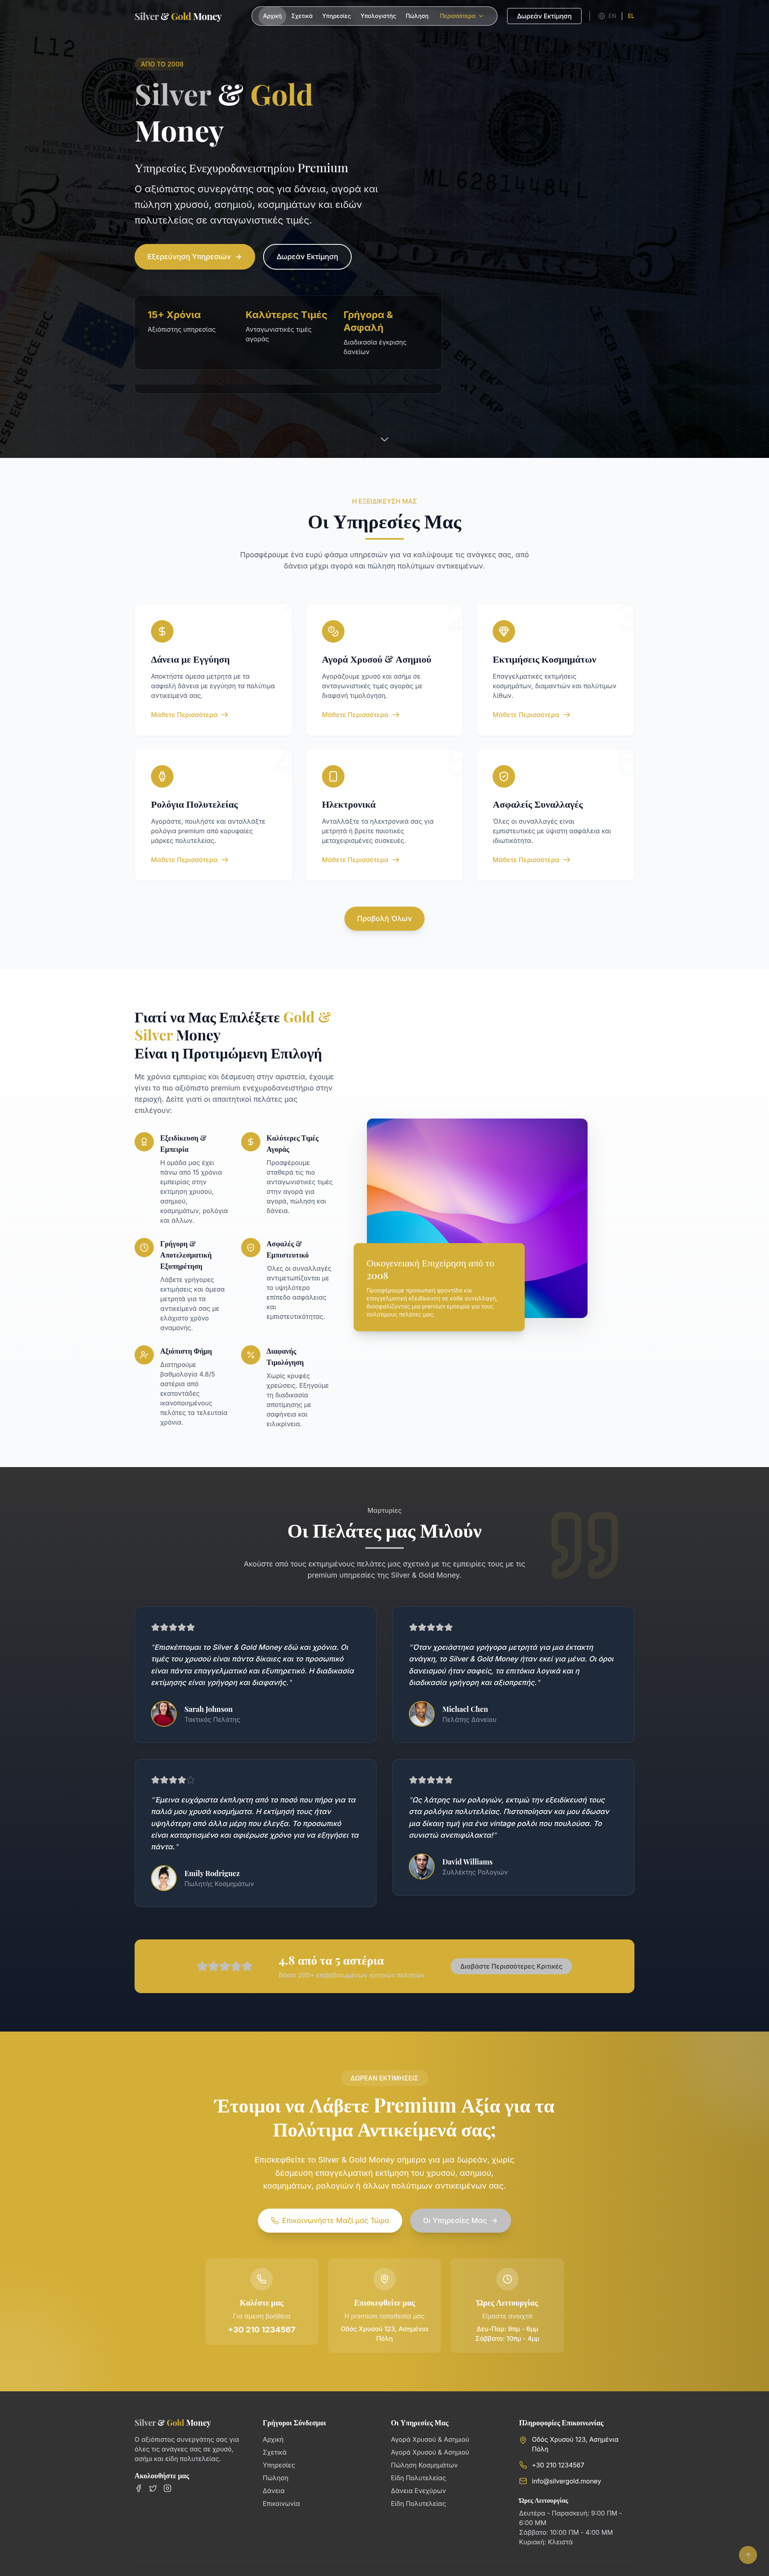 Silver & Gold Money
Αρχική Σχετικά Υπηρεσίες Υπολογιστής Πώληση Περισσότερα
Δωρεάν Εκτίμηση
EN | EL
ΑΠΌ ΤΟ 2008
Silver & Gold
Money
Υπηρεσίες Ενεχυροδανειστηρίου Premium
Ο αξιόπιστος συνεργάτης σας για δάνεια, αγορά και
πώληση χρυσού, ασημιού, κοσμημάτων και ειδών
πολυτελείας σε ανταγωνιστικές τιμές.
Εξερεύνηση Υπηρεσιών
Δωρεάν Εκτίμηση
15+ Χρόνια
Αξιόπιστης υπηρεσίας
Καλύτερες Τιμές
Ανταγωνιστικές τιμές
αγοράς
Γρήγορα &
Ασφαλή
Διαδικασία έγκρισης
δανείων
Η ΕΞΕΙΔΊΚΕΥΣΉ ΜΑΣ
Οι Υπηρεσίες Μας
Προσφέρουμε ένα ευρύ φάσμα υπηρεσιών για να καλύψουμε τις ανάγκες σας, από
δάνεια μέχρι αγορά και πώληση πολύτιμων αντικειμένων.
Δάνεια με Εγγύηση
Αποκτήστε άμεσα μετρητά με τα
ασφαλή δάνεια με εγγύηση τα πολύτιμα
αντικείμενά σας.
Μάθετε Περισσότερα
Αγορά Χρυσού & Ασημιού
Αγοράζουμε χρυσό και ασήμι σε
ανταγωνιστικές τιμές αγοράς με
διαφανή τιμολόγηση.
Μάθετε Περισσότερα
Εκτιμήσεις Κοσμημάτων
Επαγγελματικές εκτιμήσεις
κοσμημάτων, διαμαντιών και πολύτιμων
λίθων.
Μάθετε Περισσότερα
Ρολόγια Πολυτελείας
Αγοράστε, πουλήστε και ανταλλάξτε
ρολόγια premium από κορυφαίες
μάρκες πολυτελείας.
Μάθετε Περισσότερα
Ηλεκτρονικά
Ανταλλάξτε τα ηλεκτρονικά σας για
μετρητά ή βρείτε ποιοτικές
μεταχειρισμένες συσκευές.
Μάθετε Περισσότερα
Ασφαλείς Συναλλαγές
Όλες οι συναλλαγές είναι
εμπιστευτικές με ύψιστη ασφάλεια και
ιδιωτικότητα.
Μάθετε Περισσότερα
Προβολή Όλων
Γιατί να Μας Επιλέξετε Gold &
Silver Money
Είναι η Προτιμώμενη Επιλογή
Με χρόνια εμπειρίας και δέσμευση στην αριστεία, έχουμε
γίνει το πιο αξιόπιστο premium ενεχυροδανειστήριο στην
περιοχή. Δείτε γιατί οι απαιτητικοί πελάτες μας
επιλέγουν:
Εξειδίκευση &
Εμπειρία
Η ομάδα μας έχει
πάνω από 15 χρόνια
εμπειρίας στην
εκτίμηση χρυσού,
ασημιού,
κοσμημάτων, ρολόγια
και άλλων.
Καλύτερες Τιμές
Αγοράς
Προσφέρουμε
σταθερά τις πιο
ανταγωνιστικές τιμές
στην αγορά για
αγορά, πώληση και
δάνεια.
Γρήγορη &
Αποτελεσματική
Εξυπηρέτηση
Λάβετε γρήγορες
εκτιμήσεις και άμεσα
μετρητά για τα
αντικείμενά σας με
ελάχιστο χρόνο
αναμονής.
Ασφαλές &
Εμπιστευτικό
Όλες οι συναλλαγές
αντιμετωπίζονται με
το υψηλότερο
επίπεδο ασφάλειας
και
εμπιστευτικότητας.
Αξιόπιστη Φήμη
Διατηρούμε
βαθμολογία 4.8/5
αστέρια από
εκατοντάδες
ικανοποιημένους
πελάτες τα τελευταία
χρόνια.
Διαφανής
Τιμολόγηση
Χωρίς κρυφές
χρεώσεις. Εξηγούμε
τη διαδικασία
αποτίμησης με
σαφήνεια και
ειλικρίνεια.
Οικογενειακή Επιχείρηση από το
2008
Προσφέρουμε προσωπική φροντίδα και
επαγγελματική εξειδίκευση σε κάθε συναλλαγή,
διασφαλίζοντας μια premium εμπειρία για τους
πολύτιμους πελάτες μας.
Μαρτυρίες
Οι Πελάτες μας Μιλούν
Ακούστε από τους εκτιμημένους πελάτες μας σχετικά με τις εμπειρίες τους με τις
premium υπηρεσίες της Silver & Gold Money.
"Επισκέπτομαι το Silver & Gold Money εδώ και χρόνια. Οι
τιμές του χρυσού είναι πάντα δίκαιες και το προσωπικό
είναι πάντα επαγγελματικό και εξυπηρετικό. Η διαδικασία
εκτίμησης είναι γρήγορη και διαφανής."
Sarah Johnson
Τακτικός Πελάτης
"Όταν χρειάστηκα γρήγορα μετρητά για μια έκτακτη
ανάγκη, το Silver & Gold Money ήταν εκεί για μένα. Οι όροι
δανεισμού ήταν σαφείς, τα επιτόκια λογικά και η
διαδικασία γρήγορη και αξιοπρεπής."
Michael Chen
Πελάτης Δανείου
"Έμεινα ευχάριστα έκπληκτη από το ποσό που πήρα για τα
παλιά μου χρυσά κοσμήματα. Η εκτίμησή τους ήταν
υψηλότερη από άλλα μέρη που έλεγξα. Το προσωπικό
είναι καταρτισμένο και αφιέρωσε χρόνο για να εξηγήσει τα
πάντα."
Emily Rodriguez
Πωλητής Κοσμημάτων
"Ως λάτρης των ρολογιών, εκτιμώ την εξειδίκευσή τους
στα ρολόγια πολυτελείας. Πιστοποίησαν και μου έδωσαν
μια δίκαιη τιμή για ένα vintage ρολόι που πουλούσα. Το
συνιστώ ανεπιφύλακτα!"
David Williams
Συλλέκτης Ρολογιών
4.8 από τα 5 αστέρια
Βάσει 200+ επιβεβαιωμένων κριτικών πελατών
Διαβάστε Περισσότερες Κριτικές
ΔΩΡΕΆΝ ΕΚΤΙΜΉΣΕΙΣ
Έτοιμοι να Λάβετε Premium Αξία για τα
Πολύτιμα Αντικείμενά σας;
Επισκεφθείτε το Silver & Gold Money σήμερα για μια δωρεάν, χωρίς
δέσμευση επαγγελματική εκτίμηση του χρυσού, ασημιού,
κοσμημάτων, ρολογιών ή άλλων πολύτιμων αντικειμένων σας.
Επικοινωνήστε Μαζί μας Τώρα
Οι Υπηρεσίες Μας
Καλέστε μας
Για άμεση βοήθεια
+30 210 1234567
Επισκεφθείτε μας
Η premium τοποθεσία μας
Οδός Χρυσού 123, Ασημένια
Πόλη
Ώρες Λειτουργίας
Είμαστε ανοιχτά
Δευ-Παρ: 9πμ - 6μμ
Σάββατο: 10πμ - 4μμ
Silver & Gold Money
Ο αξιόπιστος συνεργάτης σας για
όλες τις ανάγκες σας σε χρυσό,
ασήμι και είδη πολυτελείας.
Ακολουθήστε μας
Γρήγοροι Σύνδεσμοι
Αρχική
Σχετικά
Υπηρεσίες
Πώληση
Δάνεια
Επικοινωνία
Οι Υπηρεσίες Μας
Αγορά Χρυσού & Ασημιού
Αγορά Χρυσού & Ασημιού
Πώληση Κοσμημάτων
Είδη Πολυτελείας
Δάνεια Ενεχύρων
Είδη Πολυτελείας
Πληροφορίες Επικοινωνίας
Οδός Χρυσού 123, Ασημένια
Πόλη
+30 210 1234567
info@silvergold.money
Ώρες Λειτουργίας
Δευτέρα - Παρασκευή: 9:00 ΠΜ -
6:00 ΜΜ
Σάββατο: 10:00 ΠΜ - 4:00 ΜΜ
Κυριακή: Κλειστά